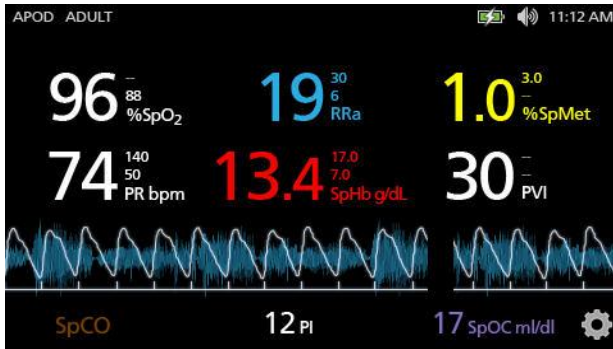 APOD ADULT 11:12 AM
96 -- 88 %SpO₂
19 30 6 RRa
1.0 3.0 -- %SpMet
74 140 50 PR bpm
13.4 17.0 7.0 SpHb g/dL
30 -- -- PVI
SpCO 12 PI 17 SpOC ml/dl